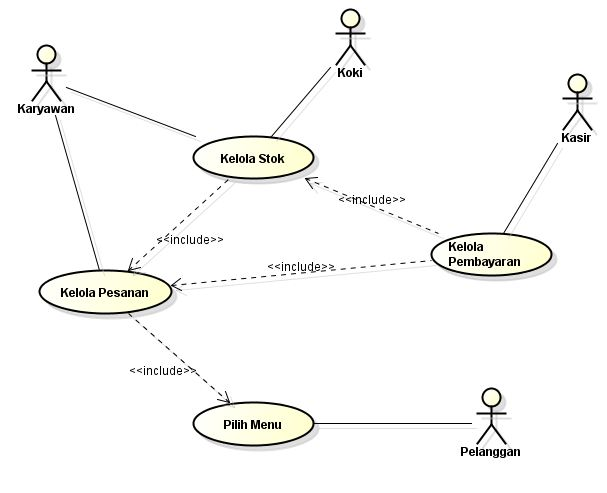 Koki
Karyawan
Kasir
Kelola Stok
<<include>>
<<include>>
Kelola
Pembayaran
<<include>>
Kelola Pesanan
<<include>>
Pilih Menu
Pelanggan